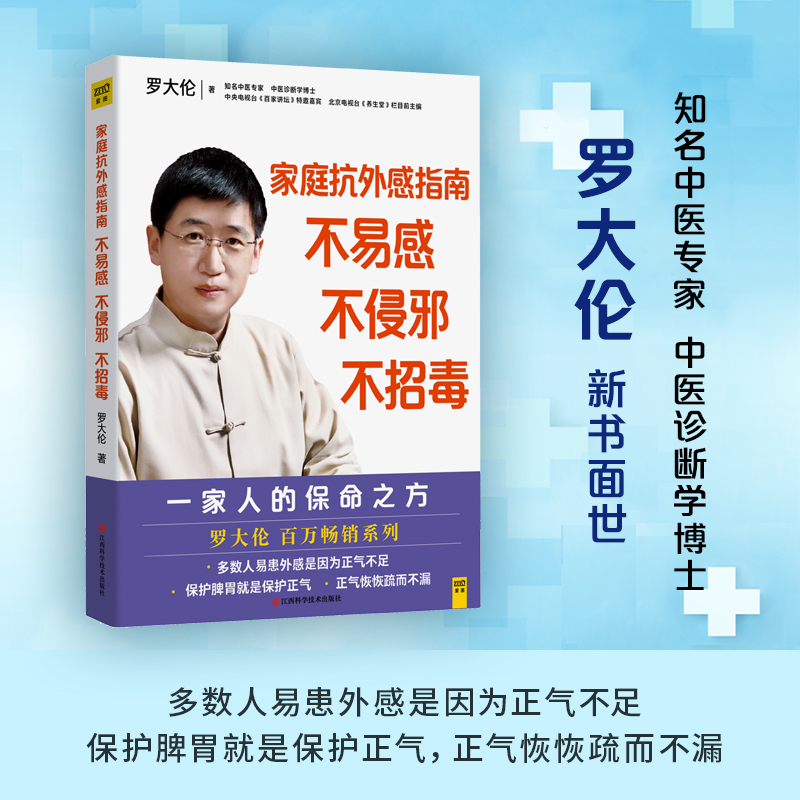 紫图
家庭抗外感指南 不易感 不侵邪 不招毒
罗大伦 著
江西科学技术出版社
罗大伦 著
知名中医专家 中医诊断学博士
中央电视台《百家讲坛》特邀嘉宾 北京电视台《养生堂》栏目前主编
家庭抗外感指南
不易感
不侵邪
不招毒
一家人的保命之方
罗大伦 百万畅销系列
· 多数人易患外感是因为正气不足
· 保护脾胃就是保护正气 · 正气恢恢疏而不漏
江西科学技术出版社
紫图
知名中医专家 中医诊断学博士
罗大伦 新书面世
多数人易患外感是因为正气不足
保护脾胃就是保护正气，正气恢恢疏而不漏